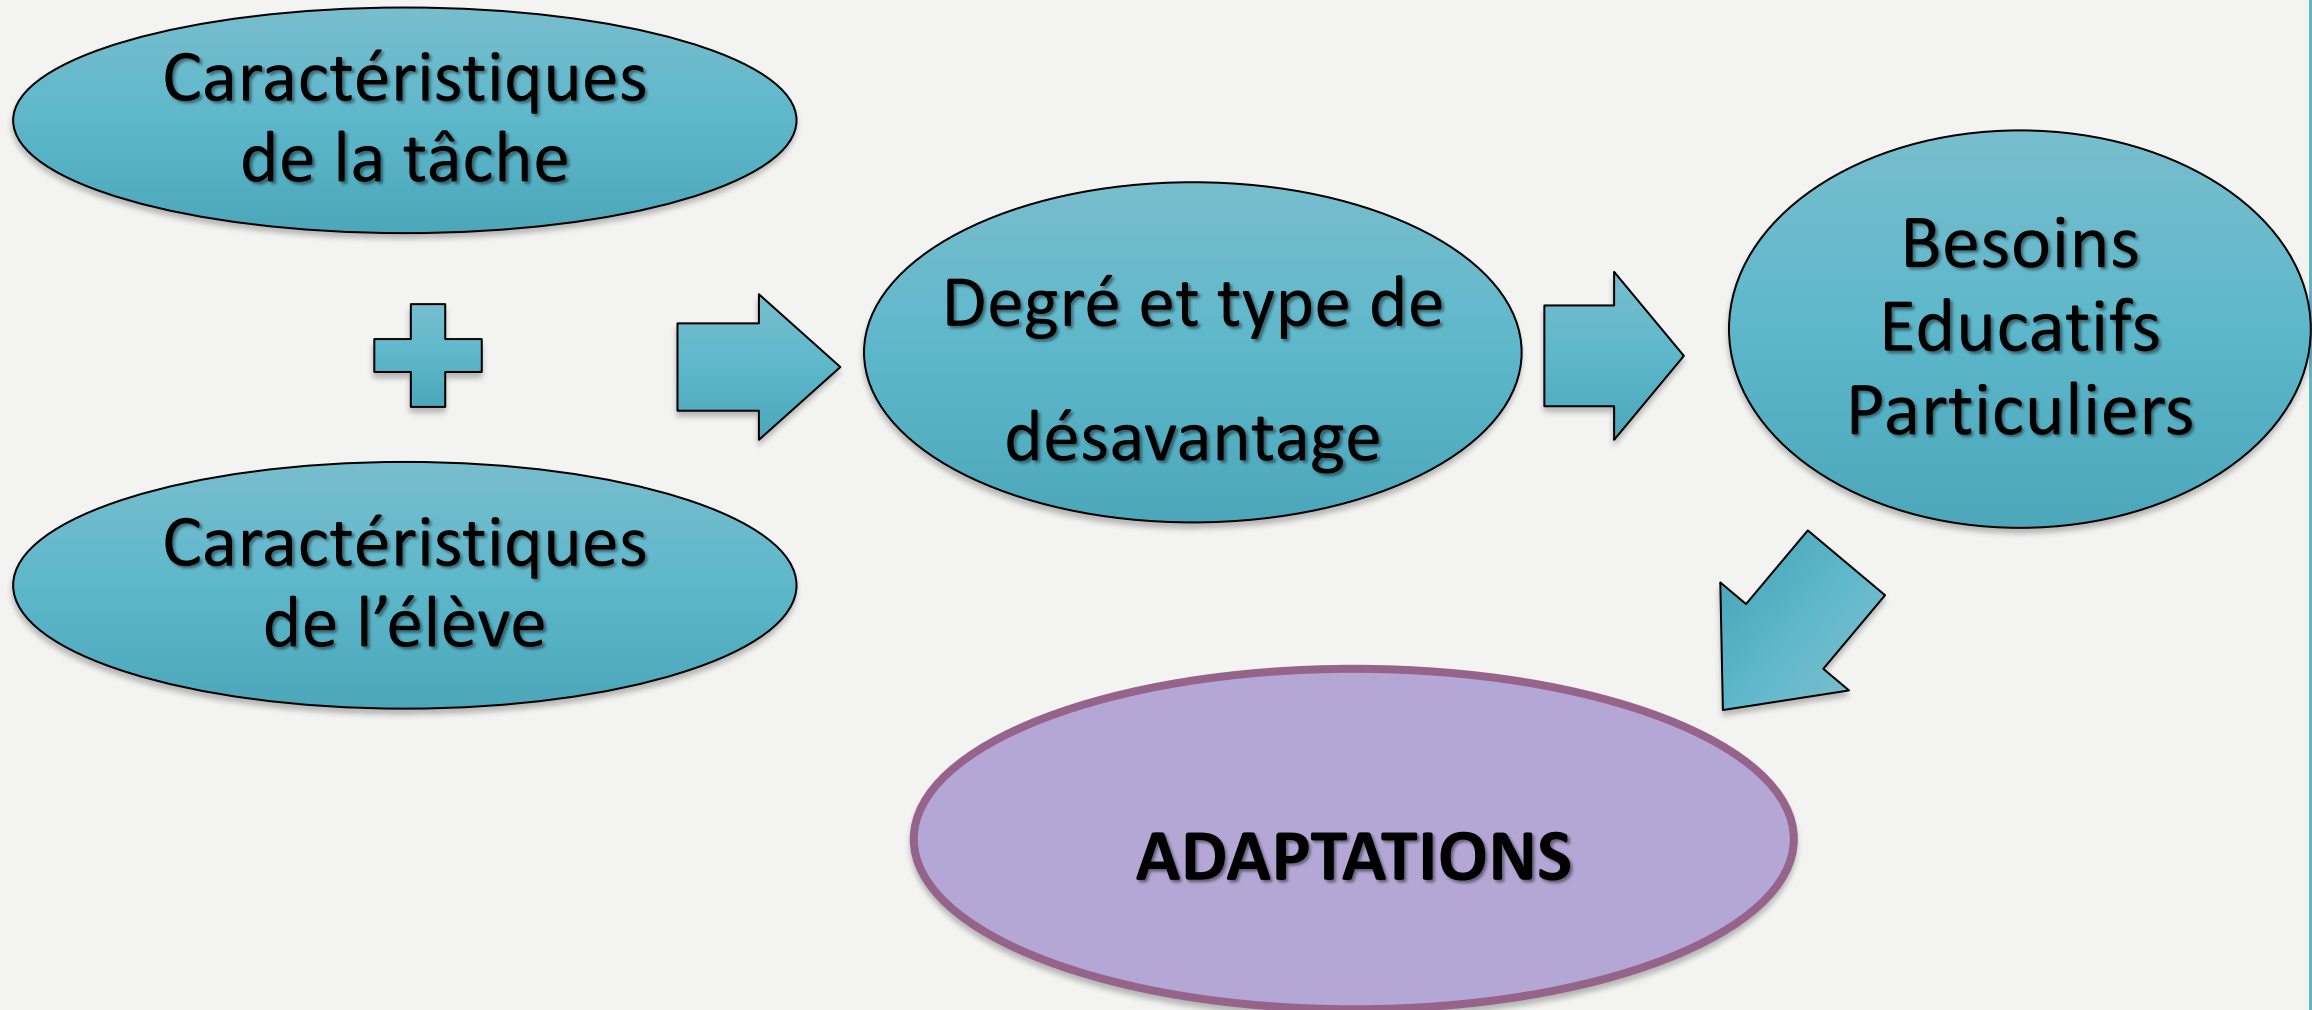 Caractéristiques
de la tâche
Caractéristiques
de l’élève
Degré et type de
désavantage
Besoins
Educatifs
Particuliers
ADAPTATIONS